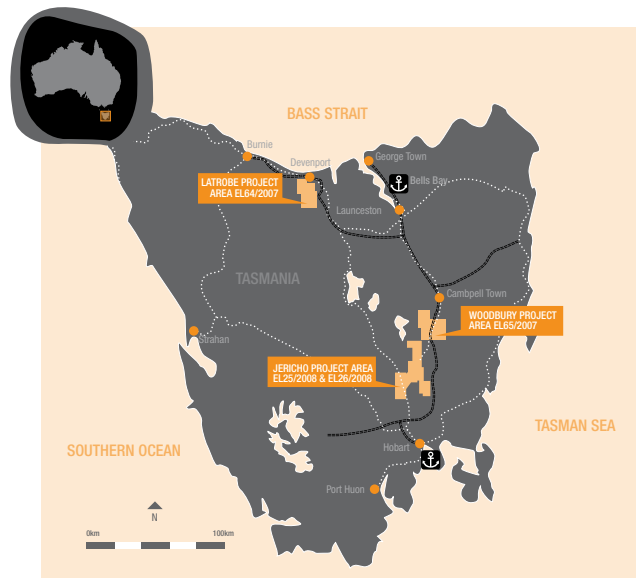 BASS STRAIT
Burnie
George Town
Devenport
Bells Bay
LATROBE PROJECT
AREA EL64/2007
Launceston
TASMANIA
Cambpell Town
WOODBURY PROJECT
AREA EL65/2007
Strahan
JERICHO PROJECT AREA
EL25/2008 & EL26/2008
TASMAN SEA
SOUTHERN OCEAN
Hobart
Port Huon
N
0km
100km